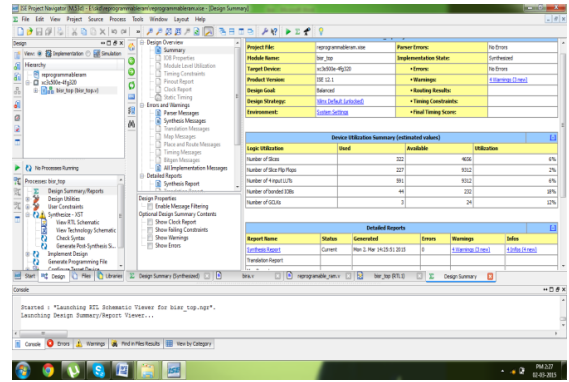 ISE Project Navigator (M.53d) - E:\sad\reprogrammableram\reprogrammableram.xise - [Design Summary]
File Edit View Project Source Process Tools Window Layout Help
Design
View: Implementation Simulation
Hierarchy
reprogrammableram
xc3s500e-4fg320
bisr_top (bisr_top.v)
No Processes Running
Processes: bisr_top
Design Summary/Reports
Design Utilities
User Constraints
Synthesize - XST
View RTL Schematic
View Technology Schematic
Check Syntax
Generate Post-Synthesis Si...
Implement Design
Generate Programming File
Configure Target Device
Start Design Files Libraries
Design Overview
Summary
IOB Properties
Module Level Utilization
Timing Constraints
Pinout Report
Clock Report
Static Timing
Errors and Warnings
Parser Messages
Synthesis Messages
Translation Messages
Map Messages
Place and Route Messages
Timing Messages
Bitgen Messages
All Implementation Messages
Detailed Reports
Synthesis Report
Design Properties
Enable Message Filtering
Optional Design Summary Contents
Show Clock Report
Show Failing Constraints
Show Warnings
Show Errors
Project File: reprogrammableram.xise Parser Errors: No Errors
Module Name: bisr_top Implementation State: Synthesized
Target Device: xc3s500e-4fg320 • Errors: No Errors
Product Version: ISE 12.1 • Warnings: 4 Warnings (3 new)
Design Goal: Balanced • Routing Results:
Design Strategy: Xilinx Default (unlocked) • Timing Constraints:
Environment: System Settings • Final Timing Score:
Device Utilization Summary (estimated values) [-]
Logic Utilization Used Available Utilization
Number of Slices 322 4656 6%
Number of Slice Flip Flops 227 9312 2%
Number of 4 input LUTs 591 9312 6%
Number of bonded IOBs 44 232 18%
Number of GCLKs 3 24 12%
Detailed Reports [-]
Report Name Status Generated Errors Warnings Infos
Synthesis Report Current Mon 2. Mar 14:25:51 2015 0 4 Warnings (3 new) 4 Infos (4 new)
Translation Report
Design Summary (Synthesized) bira.v reprogramable_ram.v bisr_top (RTL1) Design Summary
Console
Started : "Launching RTL Schematic Viewer for bisr_top.ngr".
Launching Design Summary/Report Viewer...
Console Errors Warnings Find in Files Results View by Category
PM 2:27
02-03-2015